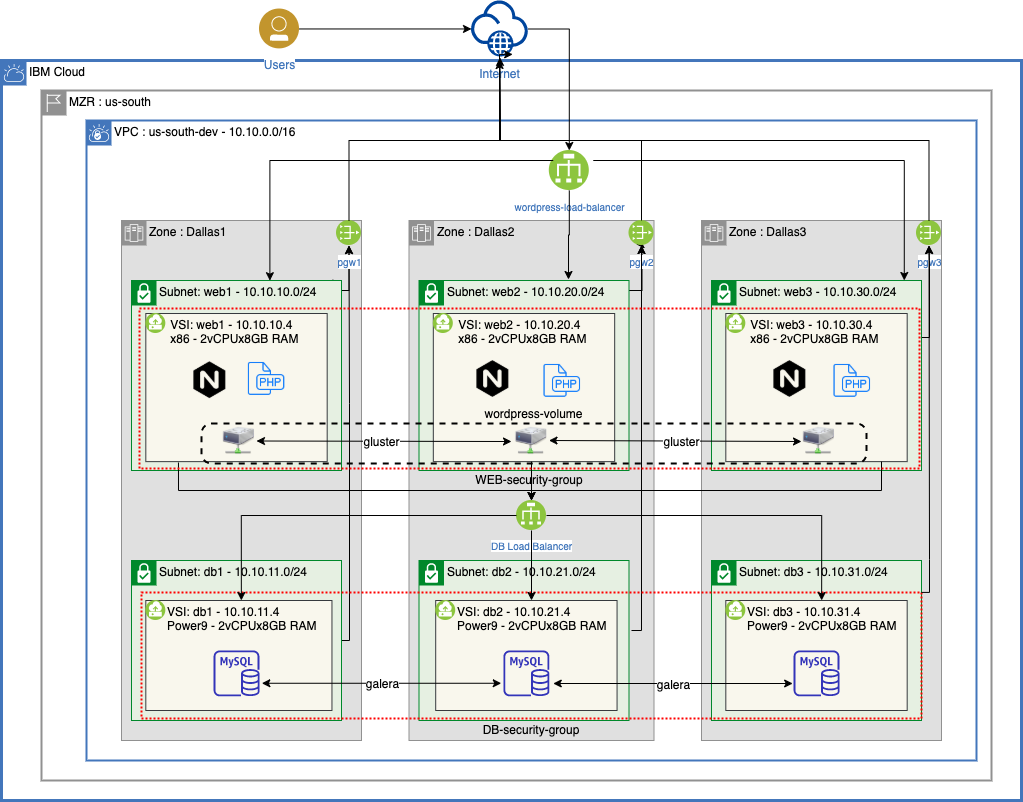 Users
Internet
IBM Cloud
MZR : us-south
VPC : us-south-dev - 10.10.0.0/16
wordpress-load-balancer
Zone : Dallas1
Zone : Dallas2
Zone : Dallas3
pgw1
pgw2
pgw3
Subnet: web1 - 10.10.10.0/24
Subnet: web2 - 10.10.20.0/24
Subnet: web3 - 10.10.30.0/24
VSI: web1 - 10.10.10.4
x86 - 2vCPUx8GB RAM
VSI: web2 - 10.10.20.4
x86 - 2vCPUx8GB RAM
VSI: web3 - 10.10.30.4
x86 - 2vCPUx8GB RAM
N
PHP
N
PHP
N
PHP
wordpress-volume
gluster
gluster
WEB-security-group
DB Load Balancer
Subnet: db1 - 10.10.11.0/24
Subnet: db2 - 10.10.21.0/24
Subnet: db3 - 10.10.31.0/24
VSI: db1 - 10.10.11.4
Power9 - 2vCPUx8GB RAM
VSI: db2 - 10.10.21.4
Power9 - 2vCPUx8GB RAM
VSI: db3 - 10.10.31.4
Power9 - 2vCPUx8GB RAM
MySQL
MySQL
MySQL
galera
galera
DB-security-group